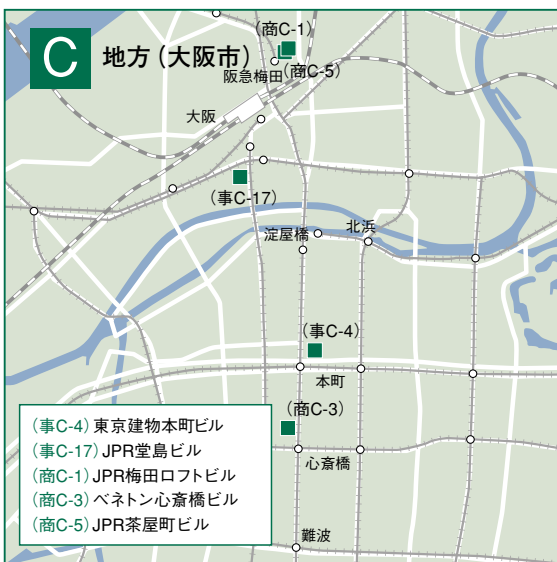 C 地方（大阪市）
(商C-1)
阪急梅田(商C-5)
大阪
(事C-17)
淀屋橋
北浜
(事C-4)
本町
(商C-3)
心斎橋
難波
(事C-4)東京建物本町ビル
(事C-17)JPR堂島ビル
(商C-1)JPR梅田ロフトビル
(商C-3)ベネトン心斎橋ビル
(商C-5)JPR茶屋町ビル